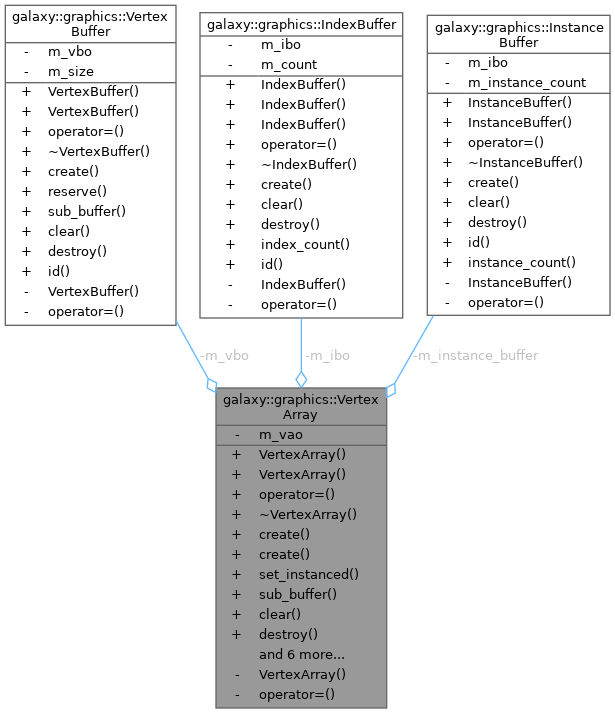 galaxy::graphics::Vertex
Buffer
- m_vbo
- m_size
+ VertexBuffer()
+ VertexBuffer()
+ operator=()
+ ~VertexBuffer()
+ create()
+ reserve()
+ sub_buffer()
+ clear()
+ destroy()
+ id()
- VertexBuffer()
- operator=()
galaxy::graphics::IndexBuffer
- m_ibo
- m_count
+ IndexBuffer()
+ IndexBuffer()
+ IndexBuffer()
+ operator=()
+ ~IndexBuffer()
+ create()
+ clear()
+ destroy()
+ index_count()
+ id()
- IndexBuffer()
- operator=()
galaxy::graphics::Instance
Buffer
- m_ibo
- m_instance_count
+ InstanceBuffer()
+ InstanceBuffer()
+ operator=()
+ ~InstanceBuffer()
+ create()
+ clear()
+ destroy()
+ id()
+ instance_count()
- InstanceBuffer()
- operator=()
-m_vbo
-m_ibo
-m_instance_buffer
galaxy::graphics::Vertex
Array
- m_vao
+ VertexArray()
+ VertexArray()
+ operator=()
+ ~VertexArray()
+ create()
+ create()
+ set_instanced()
+ sub_buffer()
+ clear()
+ destroy()
and 6 more...
- VertexArray()
- operator=()